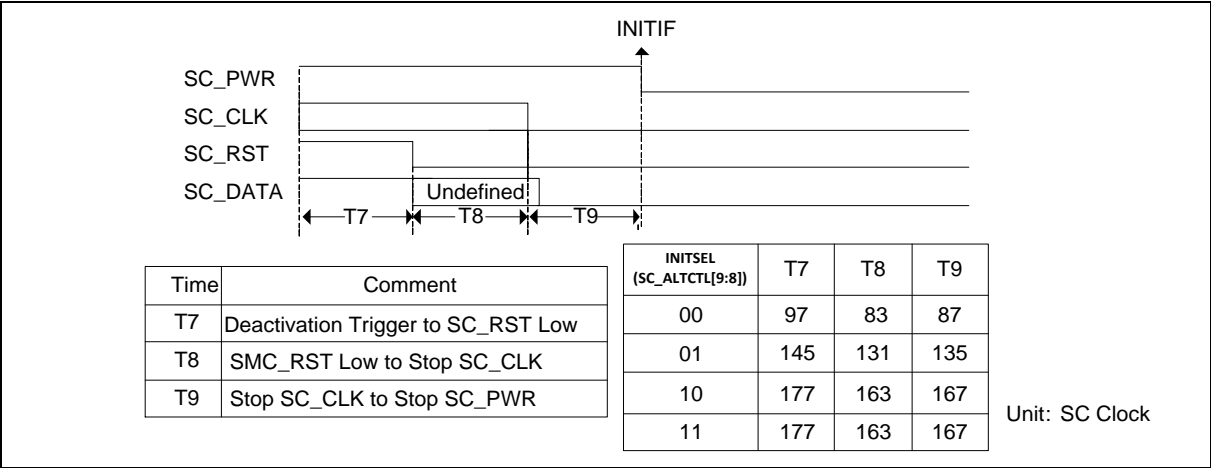 INITIF
SC_PWR
SC_CLK
SC_RST
SC_DATA Undefined
T7 T8 T9
Time Comment
T7 Deactivation Trigger to SC_RST Low
T8 SMC_RST Low to Stop SC_CLK
T9 Stop SC_CLK to Stop SC_PWR
INITSEL
(SC_ALTCTL[9:8]) T7 T8 T9
00 97 83 87
01 145 131 135
10 177 163 167
11 177 163 167
Unit: SC Clock